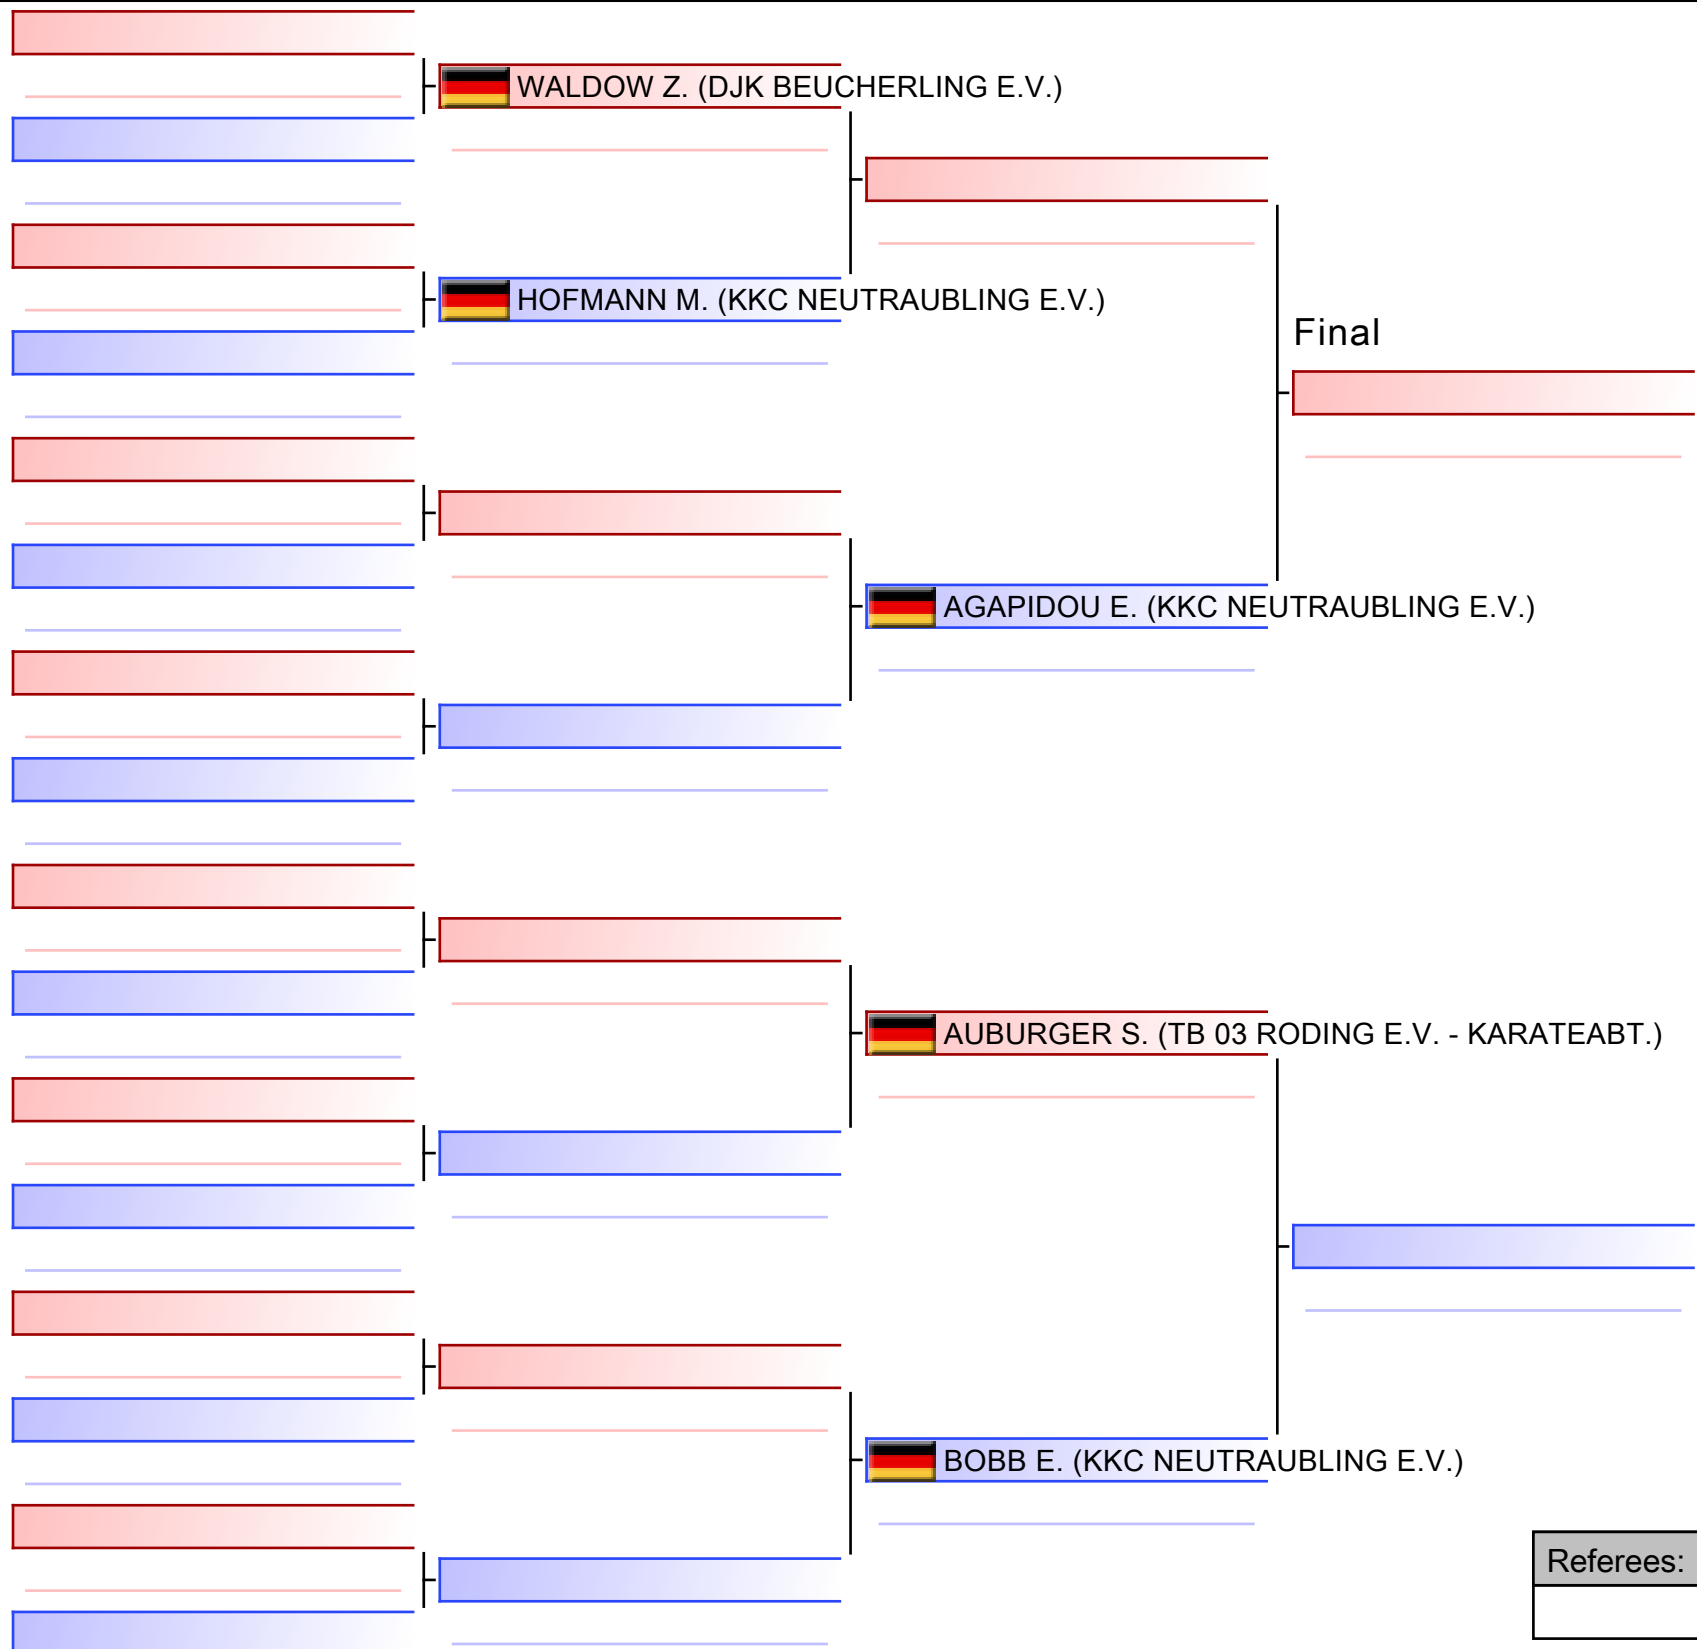 WALDOW Z. (DJK BEUCHERLING E.V.)
HOFMANN M. (KKC NEUTRAUBLING E.V.)
Final
AGAPIDOU E. (KKC NEUTRAUBLING E.V.)
AUBURGER S. (TB 03 RODING E.V. - KARATEABT.)
BOBB E. (KKC NEUTRAUBLING E.V.)
Referees: